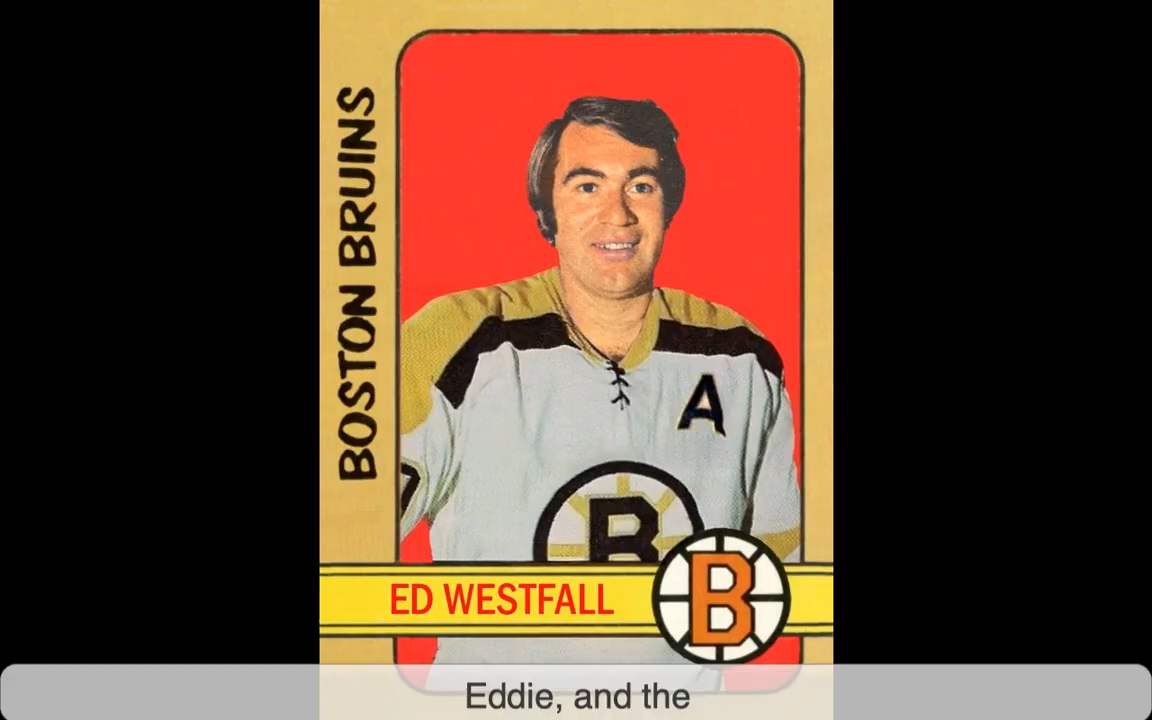 BOSTON BRUINS
A
B
ED WESTFALL
B
Eddie, and the